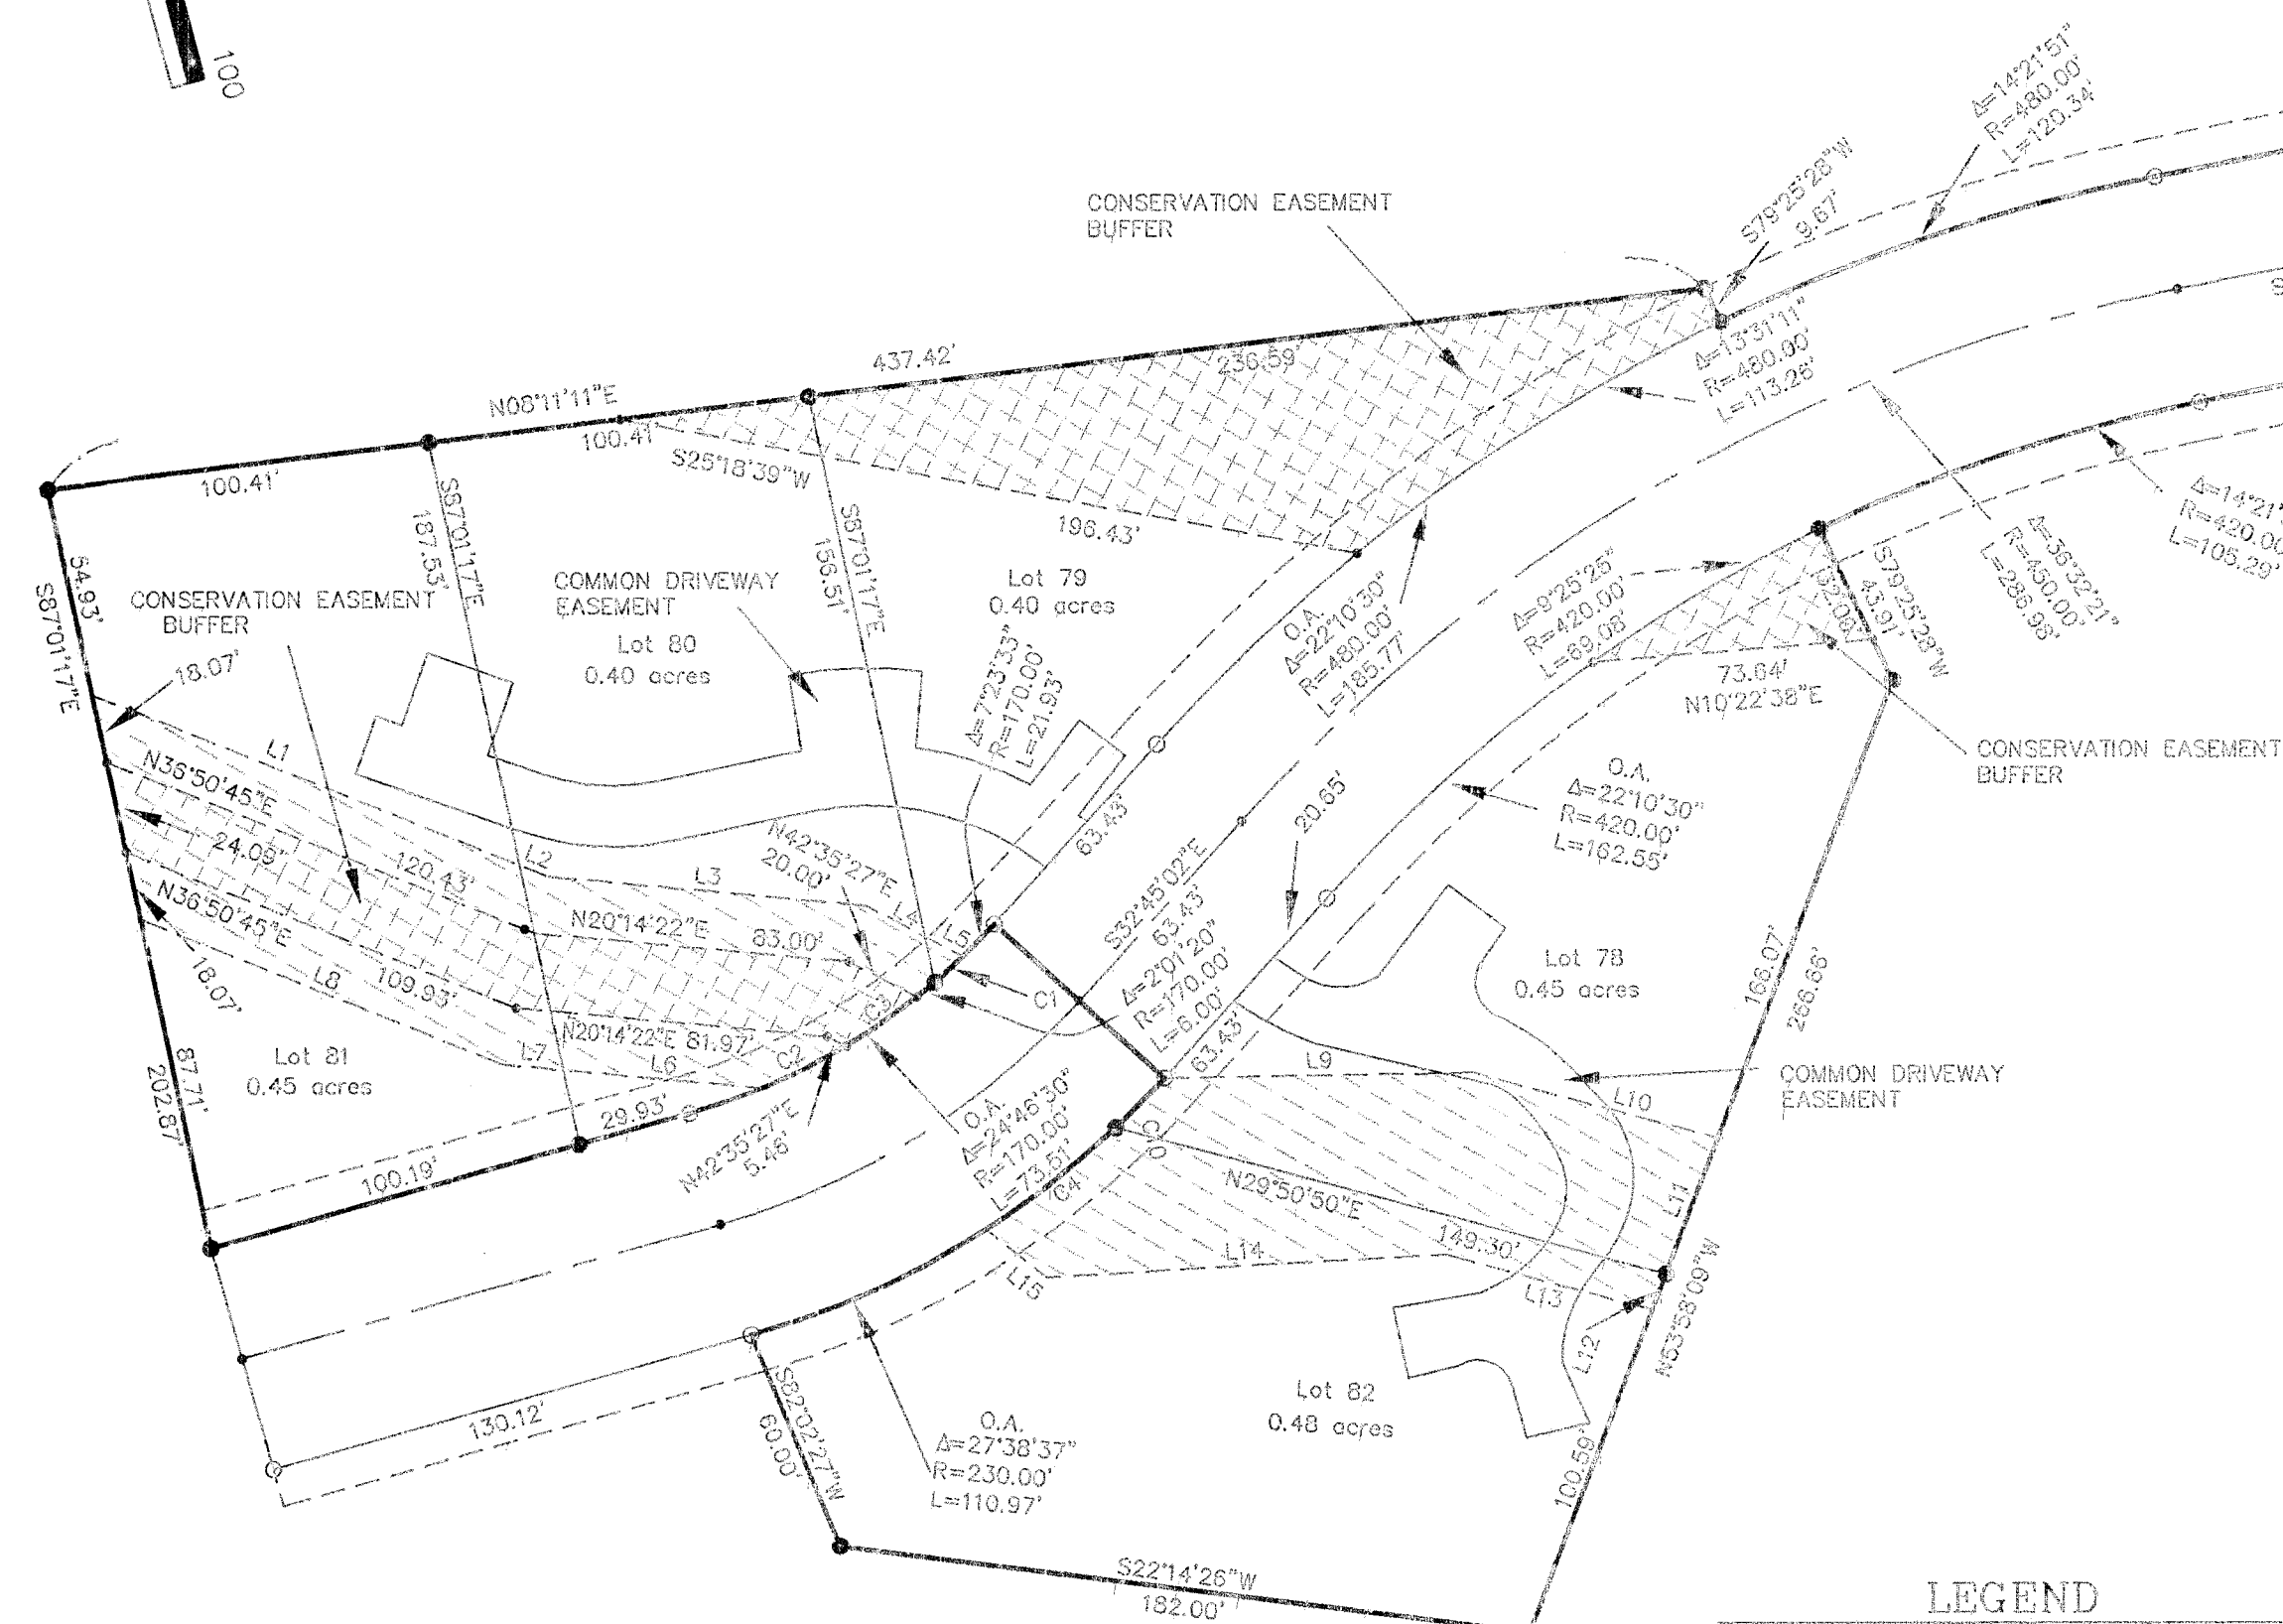 100
Δ=14°21'51"
R=480.00'
L=120.34'
S79°25'28"W
9.67'
CONSERVATION EASEMENT
BUFFER
Δ=13°31'11"
R=480.00'
L=113.26'
437.42'
236.59'
N08°11'11"E
100.41'
100.41'
S25°18'39"W
196.43'
S87°01'17"E
187.53'
S87°01'17"E
156.51'
54.93'
S87°01'17"E
CONSERVATION EASEMENT
BUFFER
18.07'
COMMON DRIVEWAY
EASEMENT
Lot 80
0.40 acres
Lot 79
0.40 acres
Δ=7°23'33"
R=170.00'
L=21.93'
O.A.
Δ=22°10'30"
R=480.00'
L=185.77'
Δ=9°25'25"
R=420.00'
L=69.08'
32.08'
S79°25'28"W
43.91'
Δ=36°32'21"
R=450.00'
L=286.98'
Δ=14°21'
R=420.00
L=105.29'
73.64'
N10°22'38"E
CONSERVATION EASEMENT
BUFFER
O.A.
Δ=22°10'30"
R=420.00'
L=162.55'
L1
N36°50'45"E
24.09'
120.43'
L2
L3
N42°35'27"E
20.00'
L4
L5
63.43'
20.65'
S32°45'02"E
63.43'
Δ=2°01'20"
R=170.00'
L=6.00'
63.43'
N36°50'45"E
109.93'
L8
18.07'
N20°14'22"E
83.00'
C3
C1
N20°14'22"E 81.97'
L7
L6
C2
Lot 81
0.45 acres
87.71'
202.87'
29.93'
100.19'
N42°35'27"E
5.48'
O.A.
Δ=24°46'30"
R=170.00'
L=73.51'
C4
C10
Lot 78
0.45 acres
168.07'
266.66'
L9
L10
COMMON DRIVEWAY
EASEMENT
N29°50'50"E
149.30'
L11
L14
L15
L13
L12
N63°58'09"W
130.12'
S82°02'27"W
60.00'
O.A.
Δ=27°38'37"
R=230.00'
L=110.97'
Lot 82
0.48 acres
100.59'
S22°14'26"W
182.00'
LEGEND